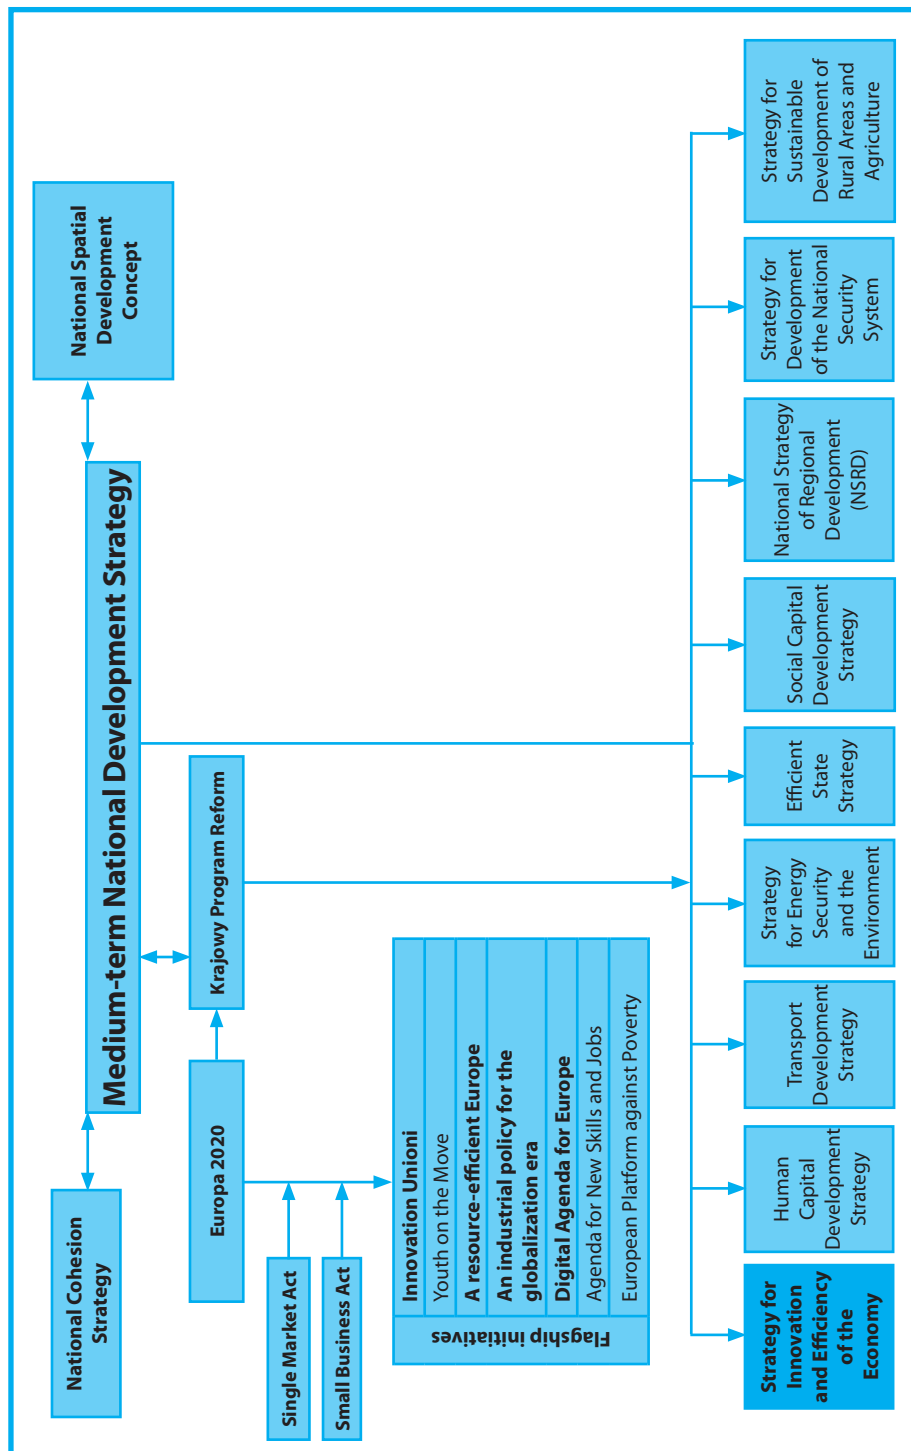 National Cohesion
Strategy
Medium-term National Development Strategy
National Spatial
Development
Concept
Europa 2020
Krajowy Program Reform
Single Market Act
Small Business Act
Flagship initiatives
Innovation Unioni
Youth on the Move
A resource-efficient Europe
An industrial policy for the
globalization era
Digital Agenda for Europe
Agenda for New Skills and Jobs
European Platform against Poverty
Strategy for
Innovation
and Efficiency
of the
Economy
Human
Capital
Development
Strategy
Transport
Development
Strategy
Strategy
for Energy
Security
and the
Environment
Efficient
State
Strategy
Social Capital
Development
Strategy
National Strategy
of Regional
Development
(NSRD)
Strategy for
Development
of the National
Security
System
Strategy for
Sustainable
Development of
Rural Areas and
Agriculture